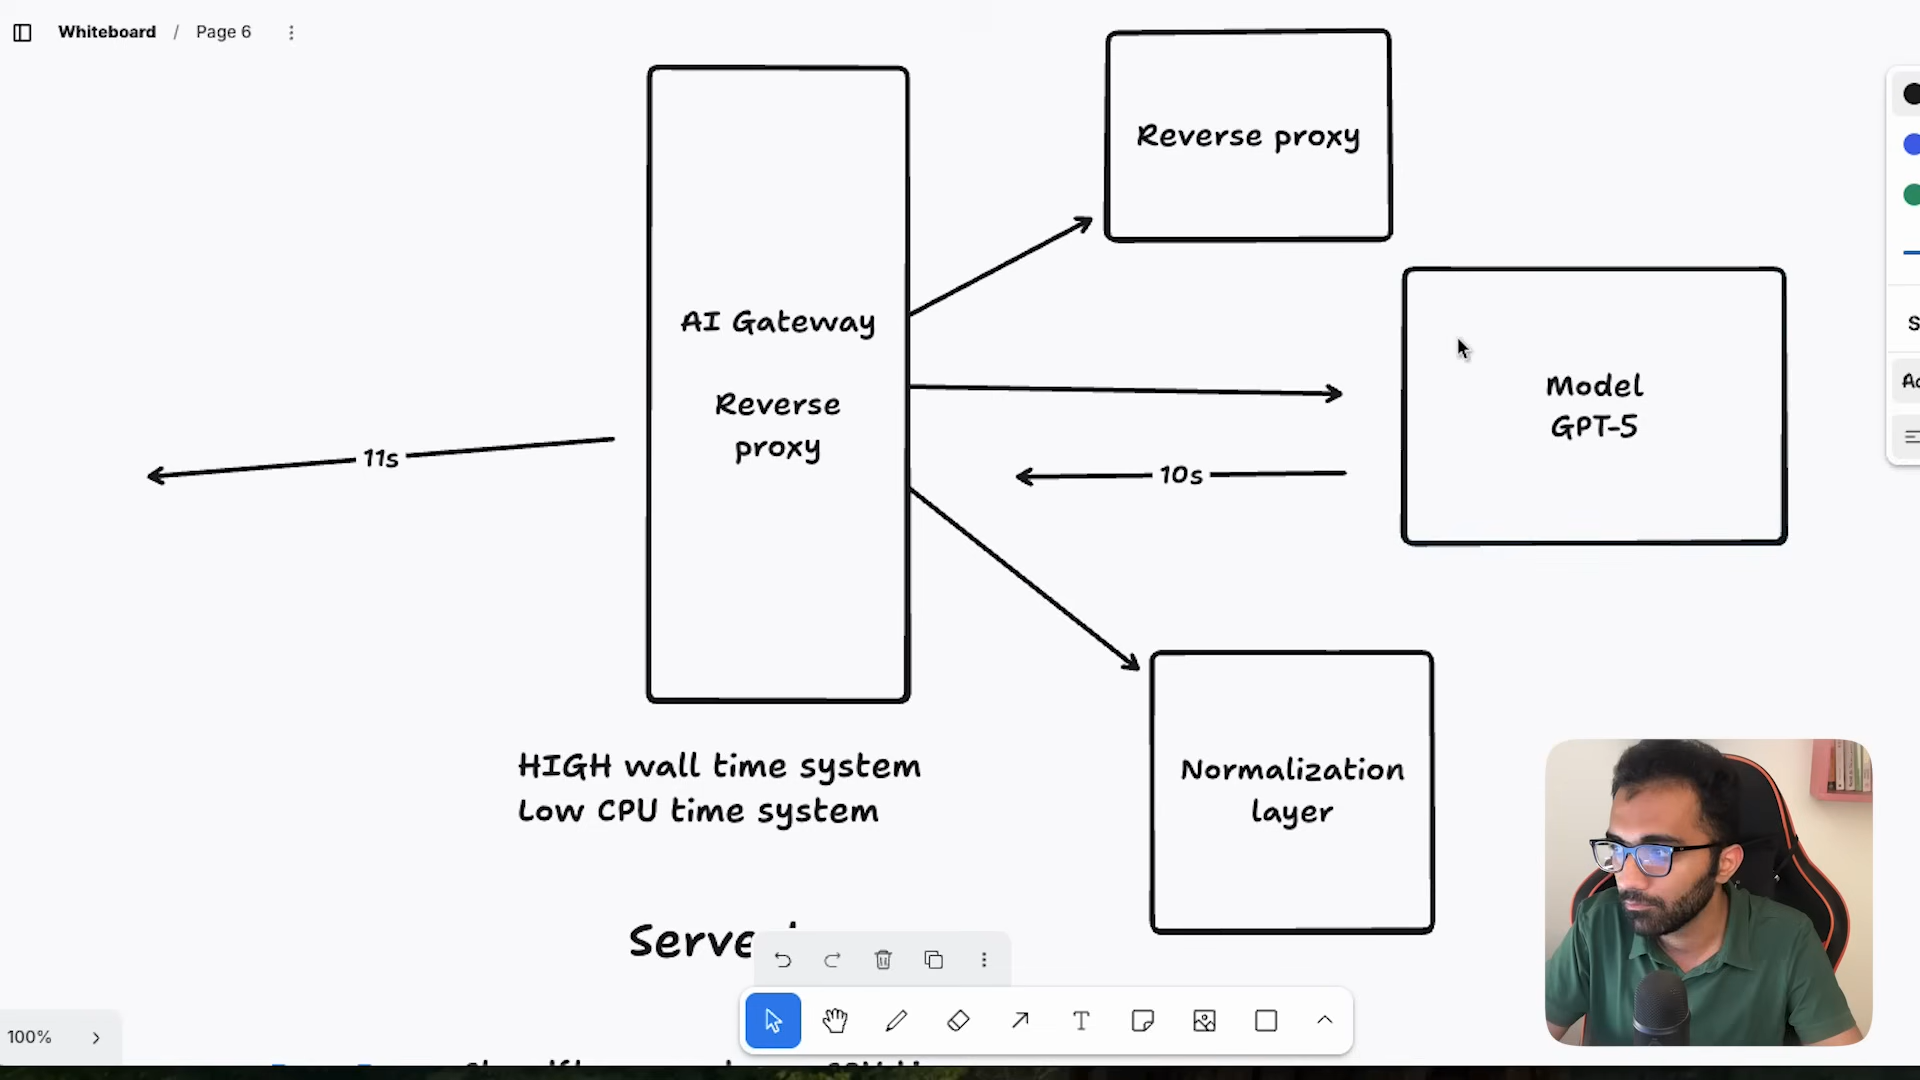 Whiteboard / Page 6
Reverse proxy
AI Gateway
Reverse
proxy
Model
GPT-5
11s
10s
HIGH wall time system
Low CPU time system
Normalization
layer
100%